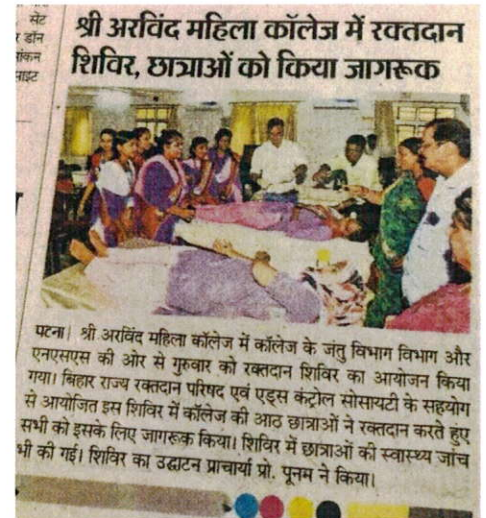 सेट
डॉन
साइट
श्री अरविंद महिला कॉलेज में रक्तदान
शिविर, छात्राओं को किया जागरूक
पटना। श्री अरविंद महिला कॉलेज में कॉलेज के जंतु विभाग विभाग और
एनएसएस की ओर से गुरुवार को रक्तदान शिविर का आयोजन किया
गया। बिहार राज्य रक्तदान परिषद एवं एड्स कंट्रोल सोसायटी के सहयोग
से आयोजित इस शिविर में कॉलेज की आठ छात्राओं ने रक्तदान करते हुए
सभी को इसके लिए जागरूक किया। शिविर में छात्राओं की स्वास्थ्य जांच
भी की गई। शिविर का उद्घाटन प्राचार्या प्रो. पूनम ने किया।